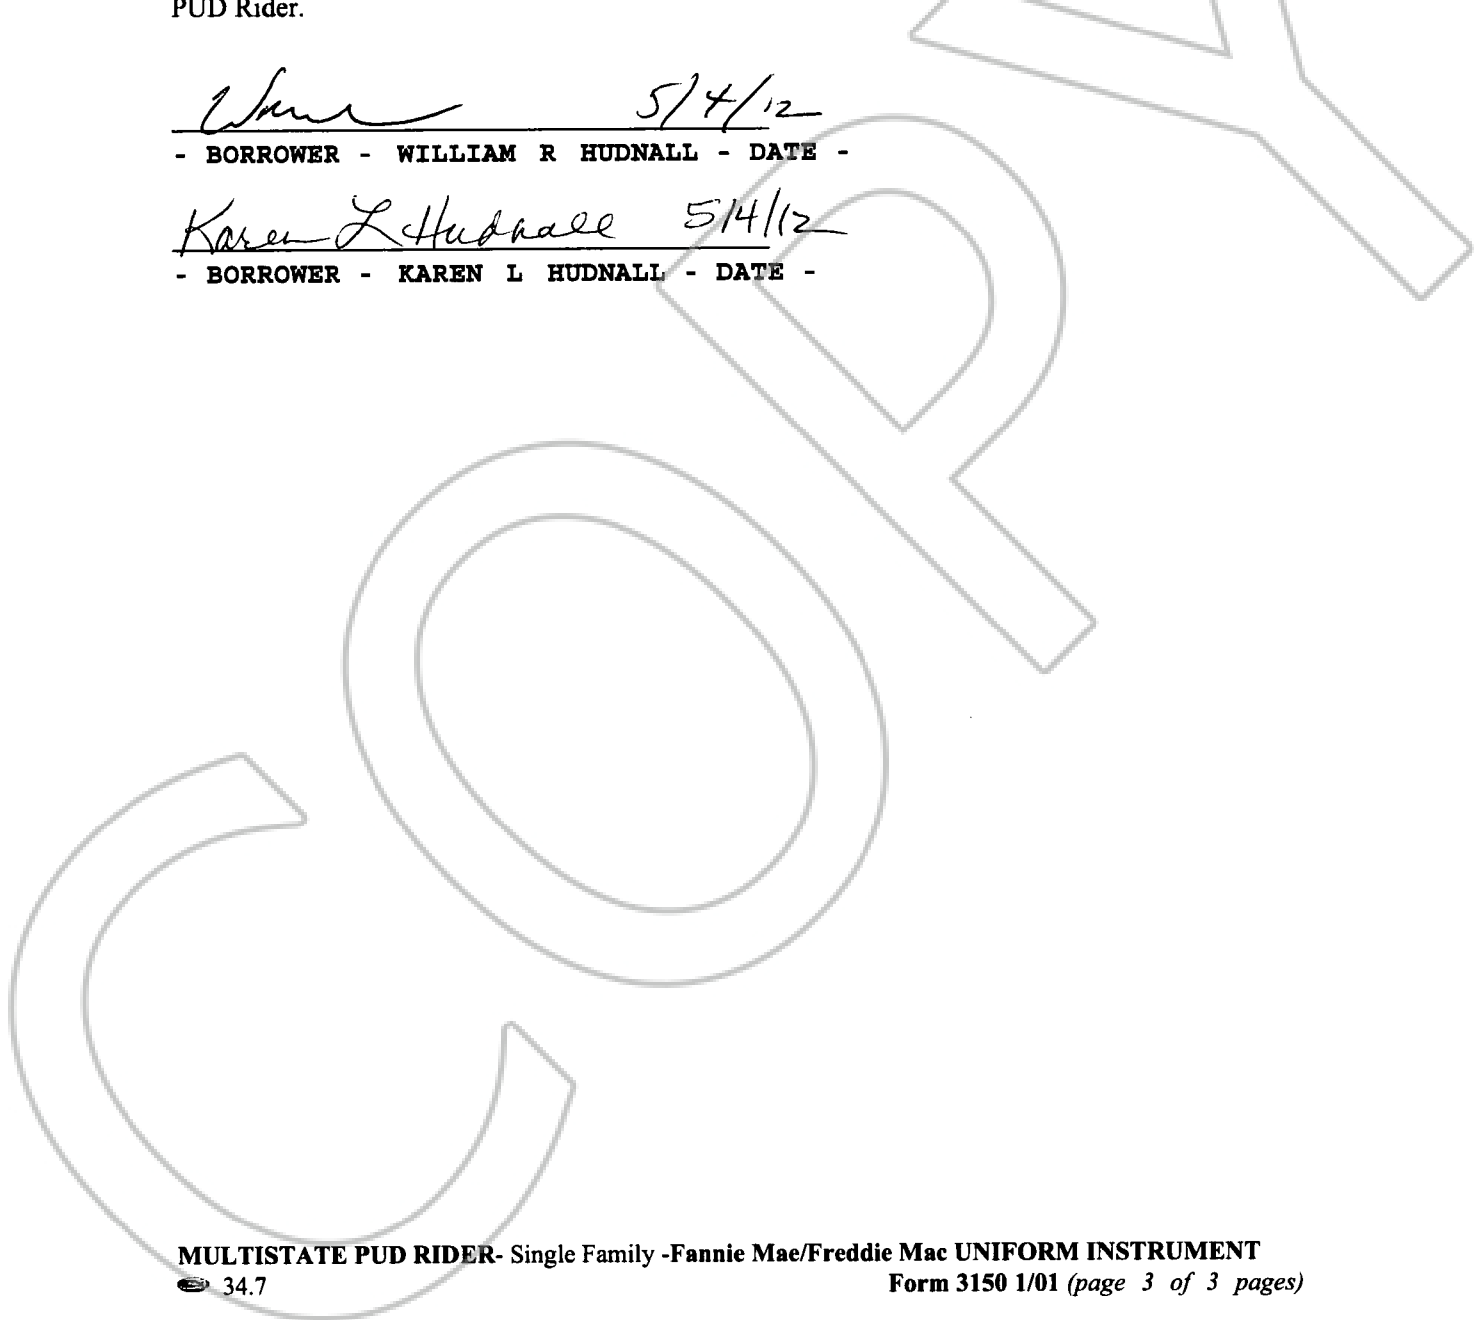 PUD Rider.
5/4/12
- BORROWER - WILLIAM R HUDNALL - DATE -
Karen L Hudnall 5/4/12
- BORROWER - KAREN L HUDNALL - DATE -
COPY
MULTISTATE PUD RIDER- Single Family -Fannie Mae/Freddie Mac UNIFORM INSTRUMENT
34.7 Form 3150 1/01 (page 3 of 3 pages)